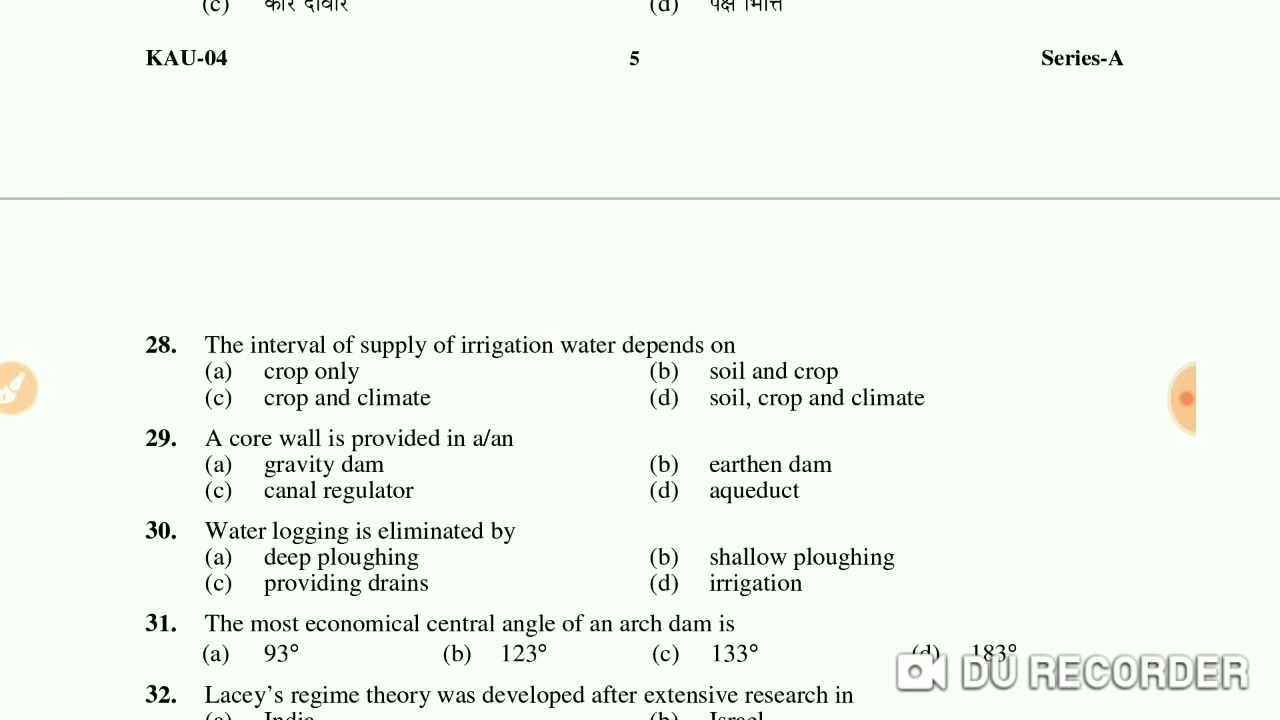 (c) कोर दीवार (d) पक्ष भित्ति
KAU-04 5 Series-A
28. The interval of supply of irrigation water depends on
(a) crop only (b) soil and crop
(c) crop and climate (d) soil, crop and climate
29. A core wall is provided in a/an
(a) gravity dam (b) earthen dam
(c) canal regulator (d) aqueduct
30. Water logging is eliminated by
(a) deep ploughing (b) shallow ploughing
(c) providing drains (d) irrigation
31. The most economical central angle of an arch dam is
(a) 93° (b) 123° (c) 133° (d) 183°
DU RECORDER
32. Lacey's regime theory was developed after extensive research in
(a) India (b) Israel